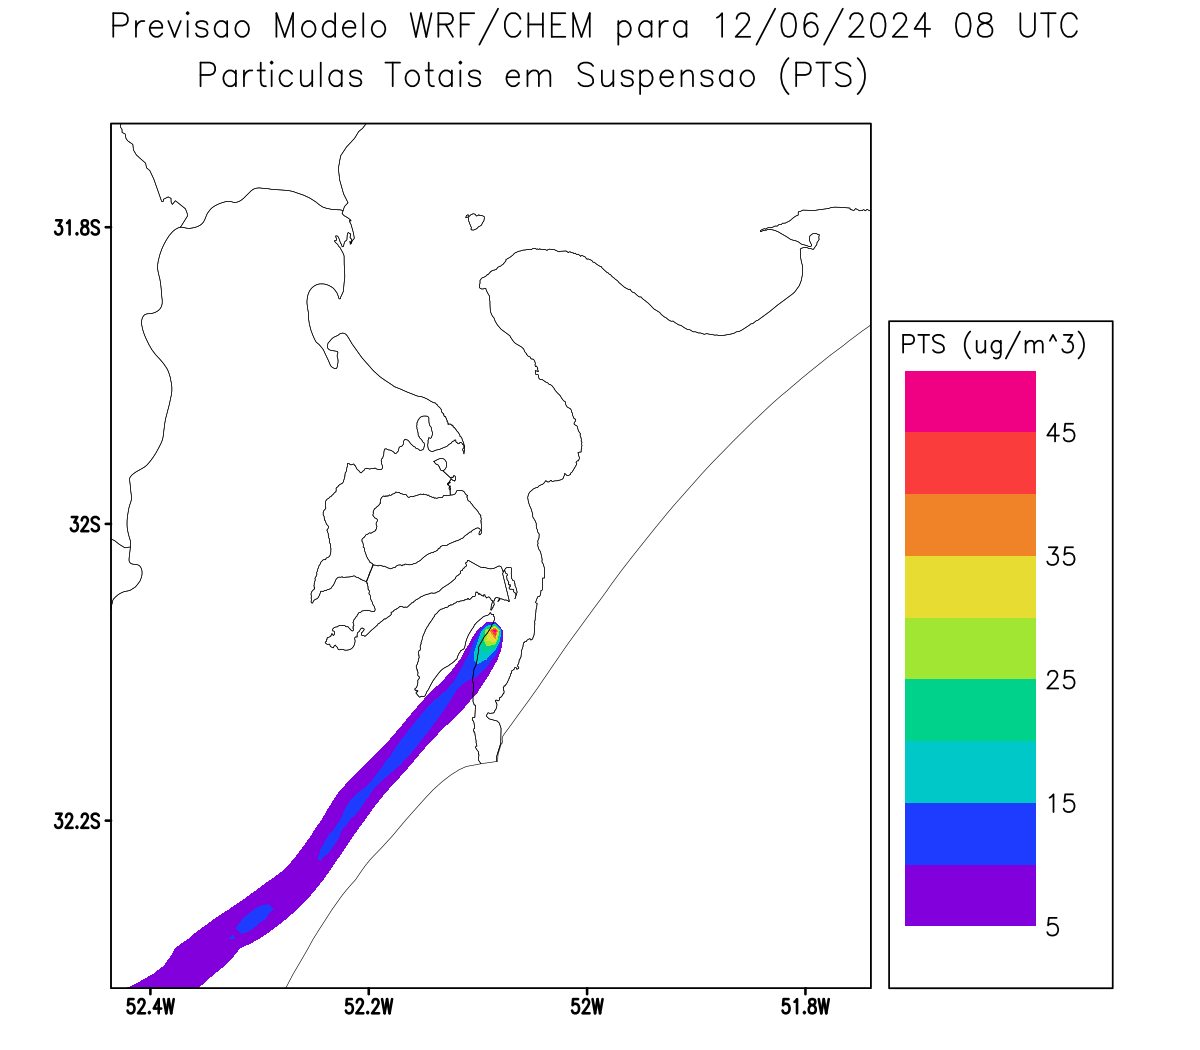 Previsao Modelo WRF/CHEM para 12/06/2024 08 UTC
Particulas Totais em Suspensao (PTS)
31.8S
32S
32.2S
52.4W
52.2W
52W
51.8W
PTS (ug/m^3)
45
35
25
15
5